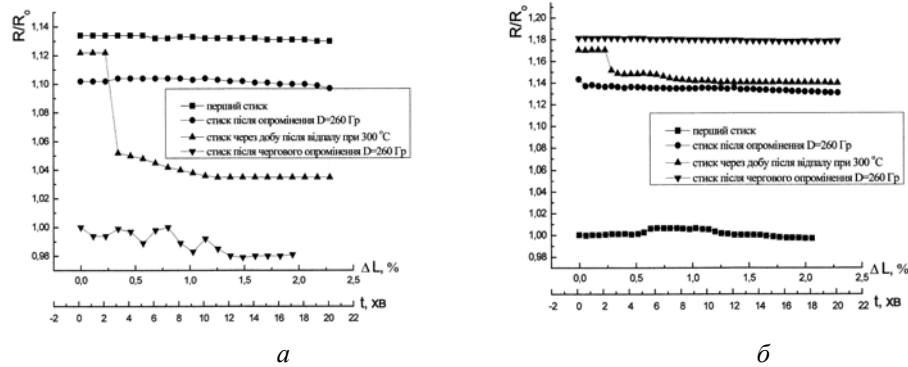 R/R₀
1,14
1,12
1,10
1,08
1,06
1,04
1,02
1,00
0,98
перший стиск
стиск після опромінення D=260 Гр
стиск через добу після відпалу при 300 °C
стиск після чергового опромінення D=260 Гр
0,0 0,5 1,0 1,5 2,0 2,5
Δ L, %
t, хв
-2 0 2 4 6 8 10 12 14 16 18 20 22
а
R/R₀
1,20
1,18
1,16
1,14
1,12
1,10
1,08
1,06
1,04
1,02
1,00
0,98
перший стиск
стиск після опромінення D=260 Гр
стиск через добу після відпалу при 300 °C
стиск після чергового опромінення D=260 Гр
0,0 0,5 1,0 1,5 2,0 2,5
Δ L, %
t, хв
-2 0 2 4 6 8 10 12 14 16 18 20 22
б